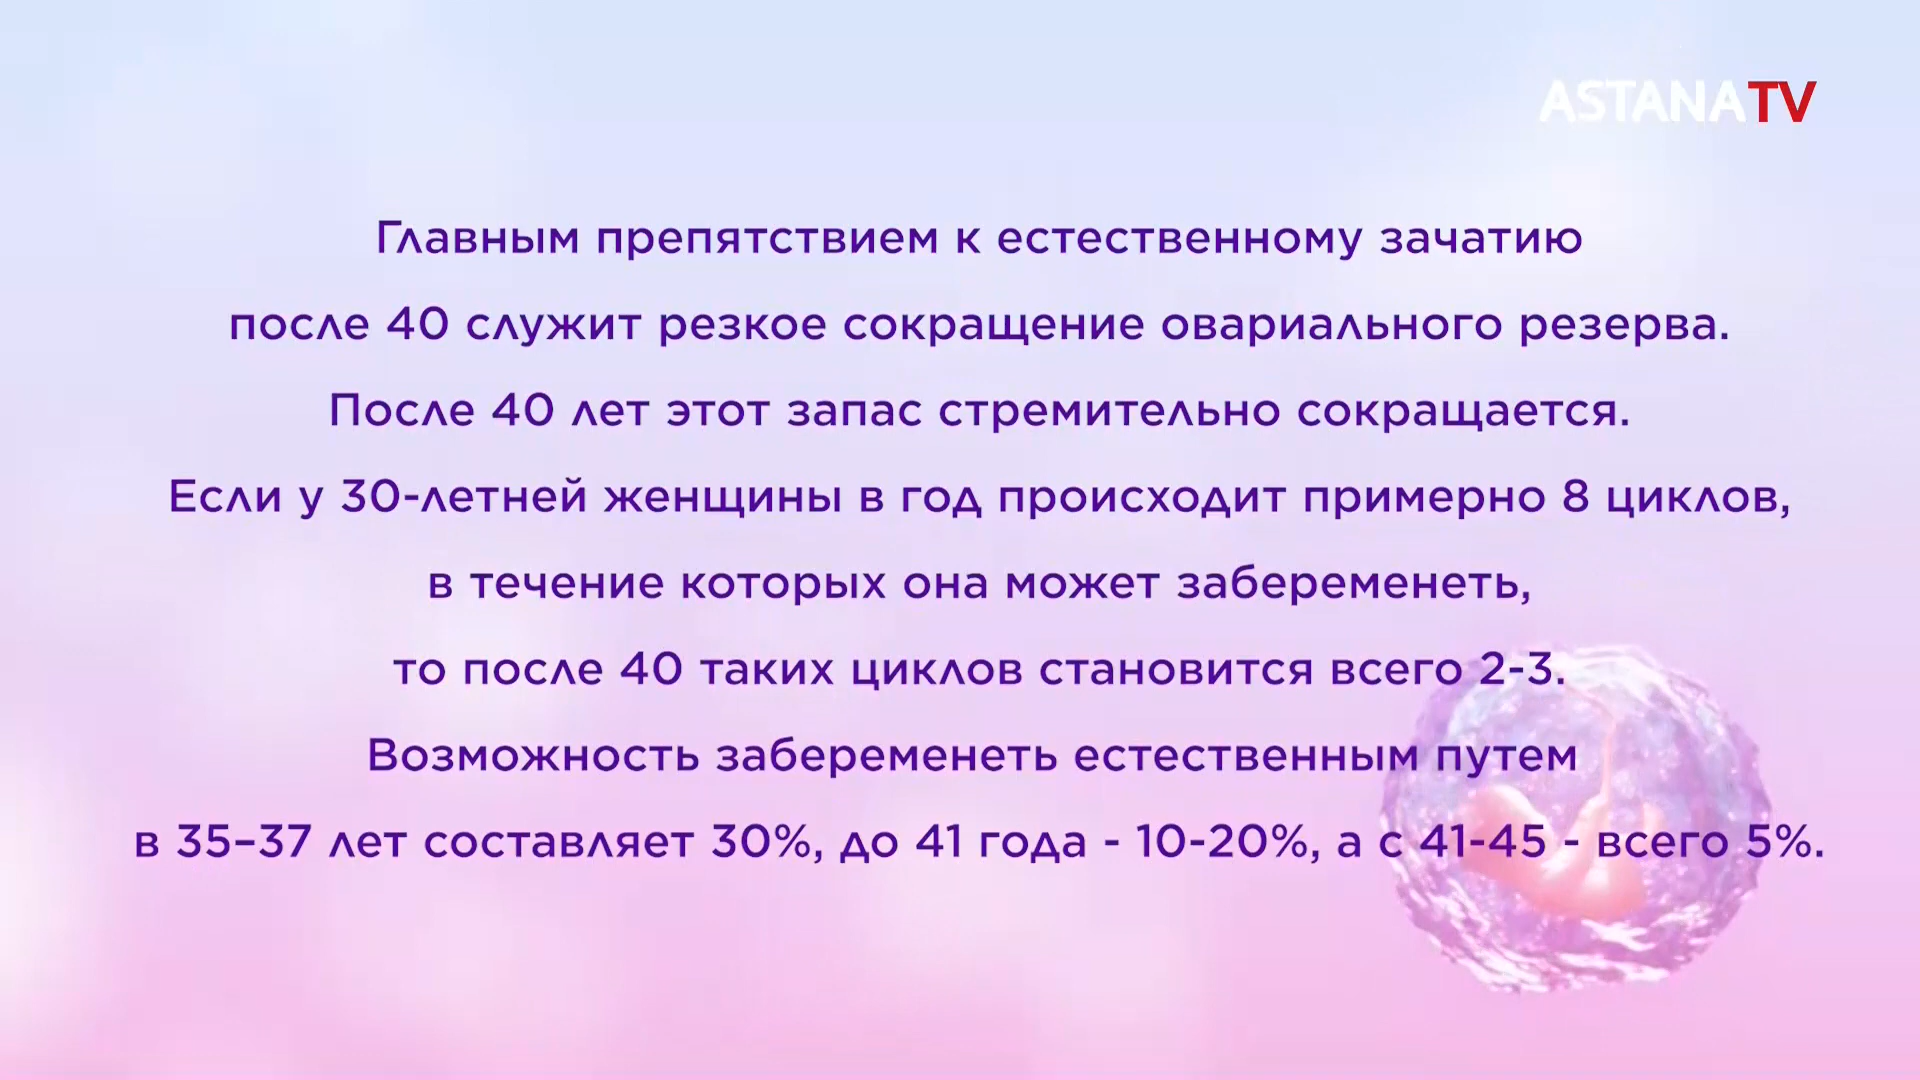 ASTANATV
Главным препятствием к естественному зачатию
после 40 служит резкое сокращение овариального резерва.
После 40 лет этот запас стремительно сокращается.
Если у 30-летней женщины в год происходит примерно 8 циклов,
в течение которых она может забеременеть,
то после 40 таких циклов становится всего 2-3.
Возможность забеременеть естественным путем
в 35–37 лет составляет 30%, до 41 года - 10-20%, а с 41-45 - всего 5%.